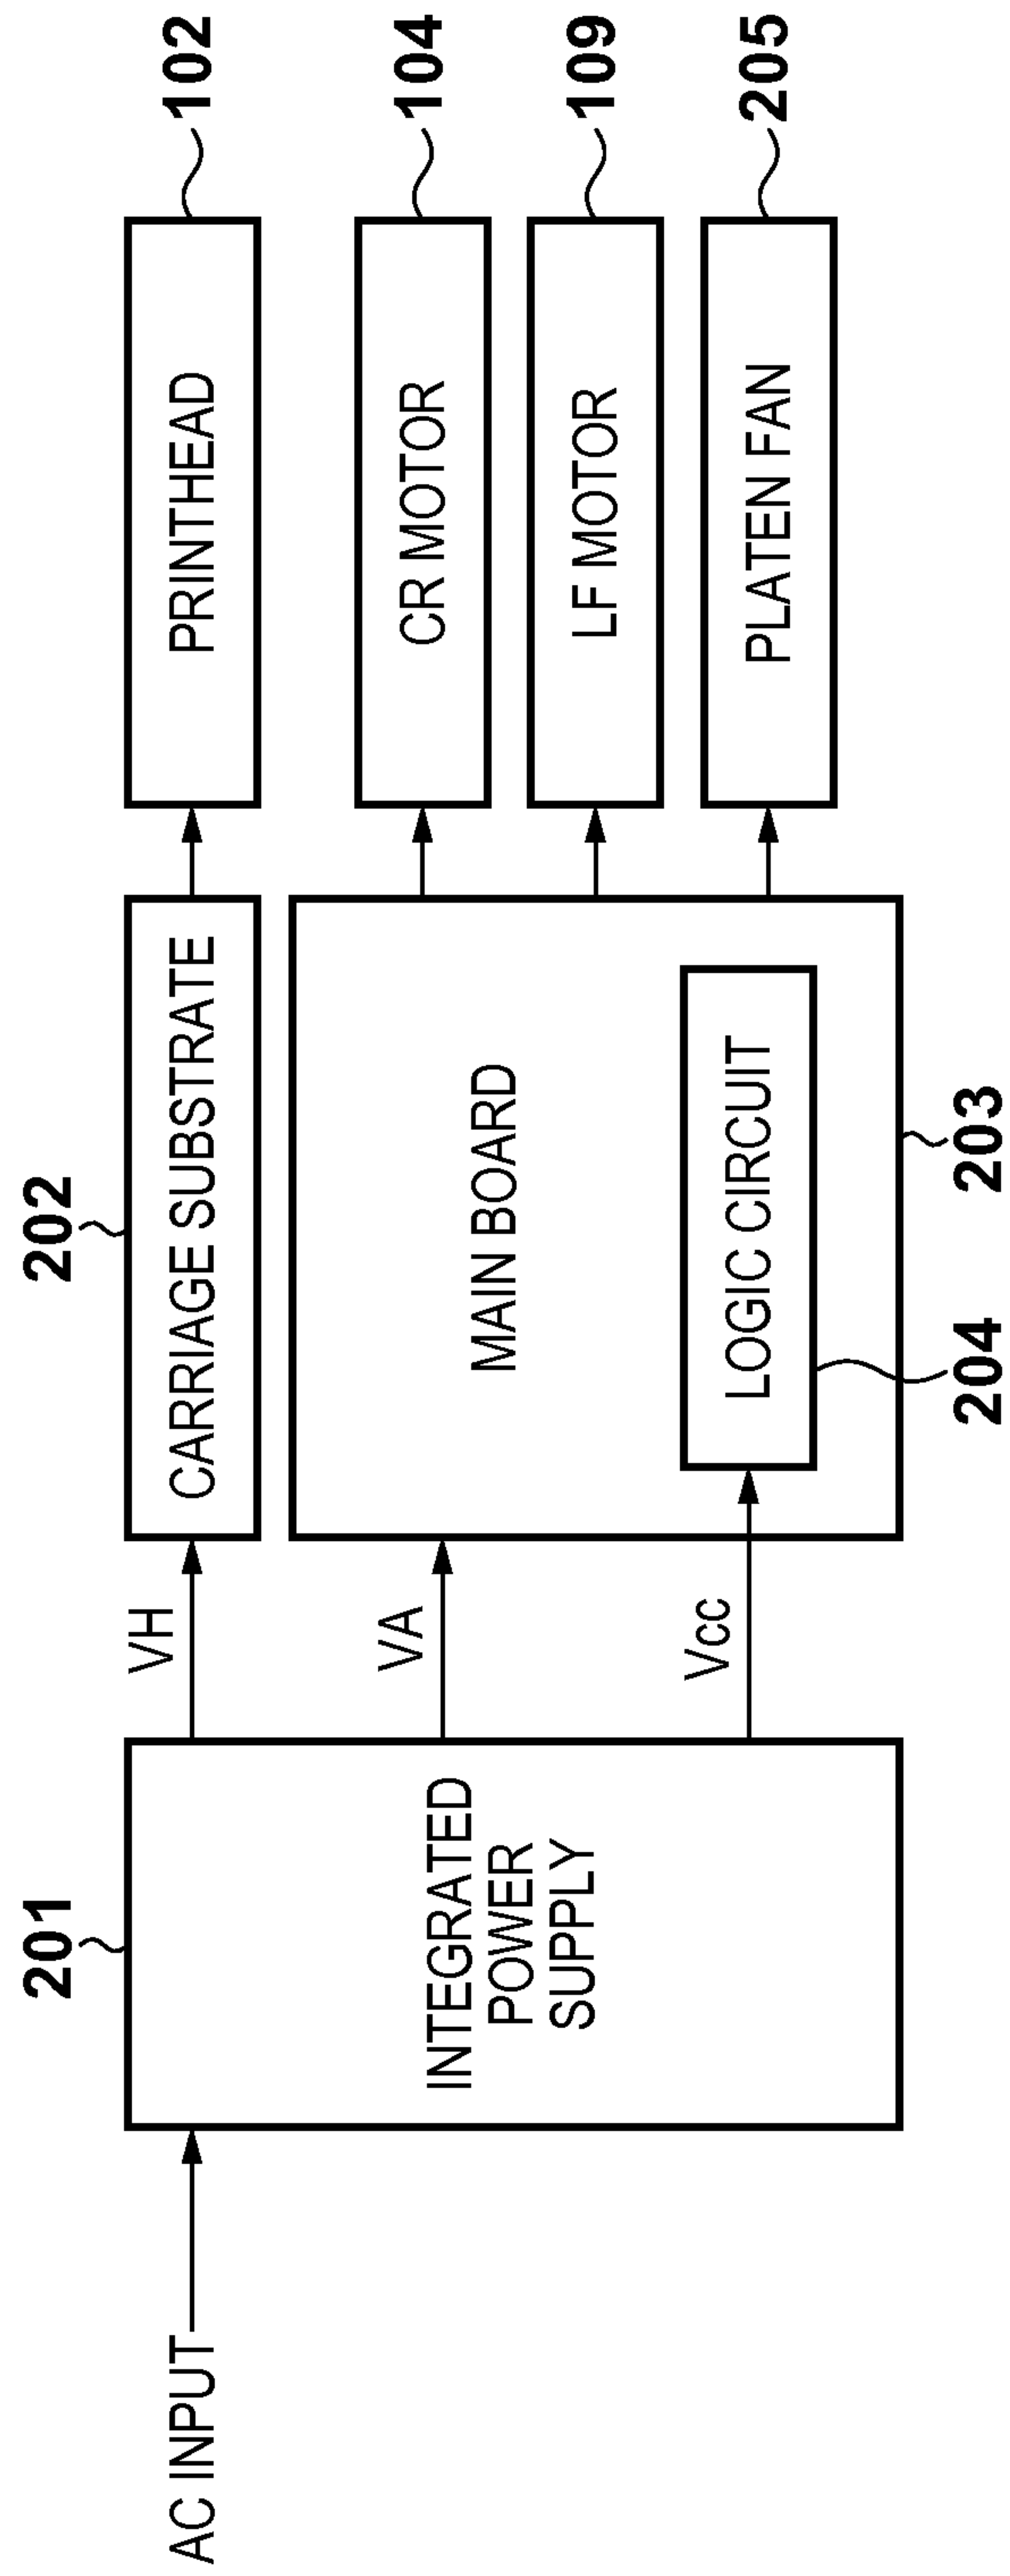 AC INPUT
201
INTEGRATED
POWER
SUPPLY
VH
VA
Vcc
202
CARRIAGE SUBSTRATE
MAIN BOARD
LOGIC CIRCUIT
204
203
PRINTHEAD
102
CR MOTOR
104
LF MOTOR
109
PLATEN FAN
205